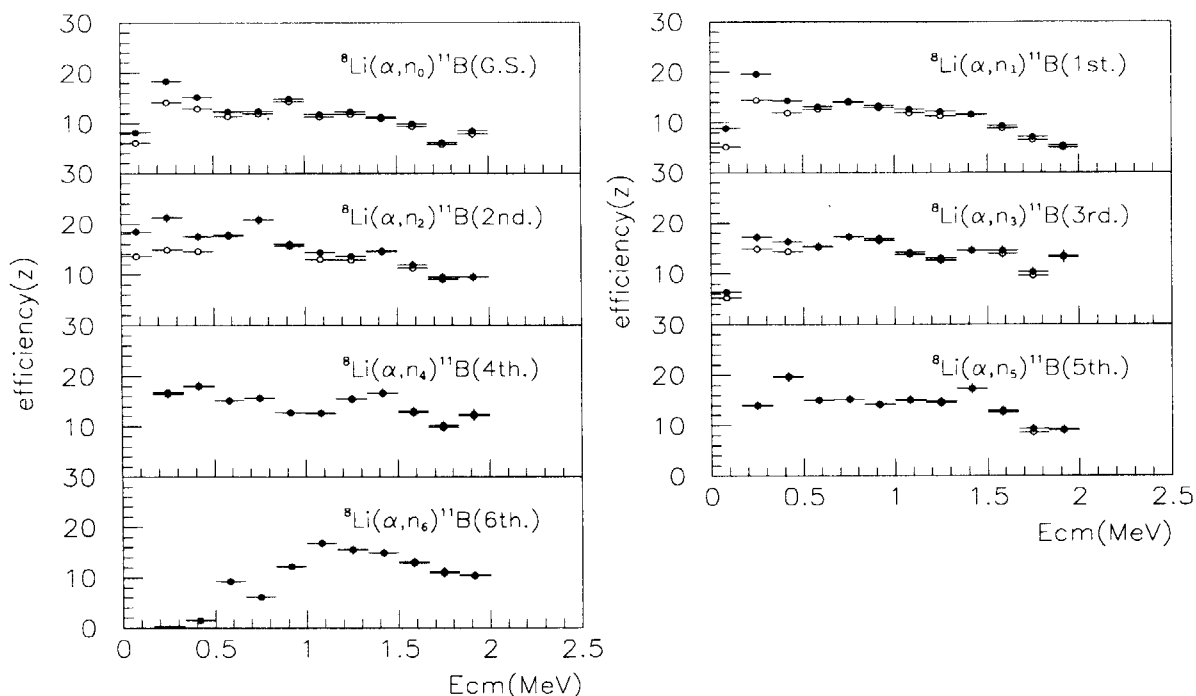 30
⁸Li(α,n₀)¹¹B(G.S.)
20
10
30
⁸Li(α,n₂)¹¹B(2nd.)
20
10
30
⁸Li(α,n₄)¹¹B(4th.)
20
10
30
⁸Li(α,n₆)¹¹B(6th.)
20
10
0
0 0.5 1 1.5 2 2.5
Ecm(MeV)
efficiency(z)
30
⁸Li(α,n₁)¹¹B(1st.)
20
10
30
⁸Li(α,n₃)¹¹B(3rd.)
20
10
30
⁸Li(α,n₅)¹¹B(5th.)
20
10
0
0 0.5 1 1.5 2 2.5
Ecm(MeV)
efficiency(z)